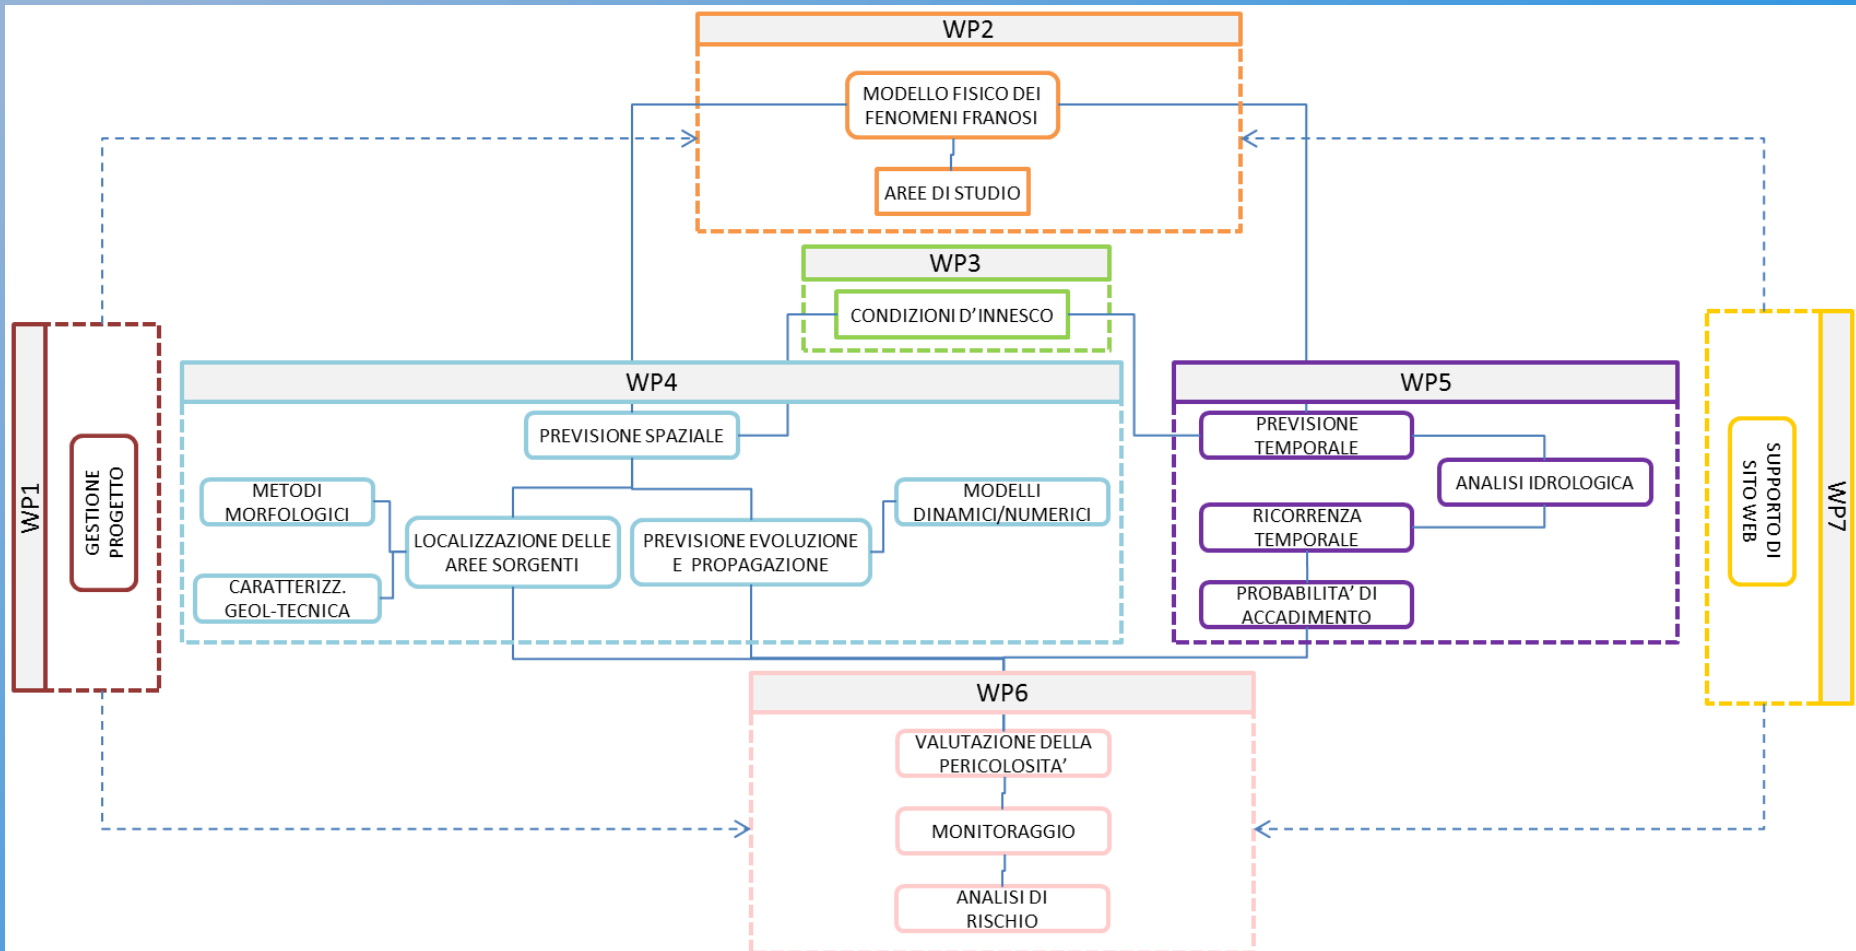 WP2
MODELLO FISICO DEI
FENOMENI FRANOSI
AREE DI STUDIO
WP3
CONDIZIONI D'INNESCO
WP1
GESTIONE
PROGETTO
WP4
PREVISIONE SPAZIALE
METODI
MORFOLOGICI
CARATTERIZZ.
GEOL-TECNICA
LOCALIZZAZIONE DELLE
AREE SORGENTI
PREVISIONE EVOLUZIONE
E PROPAGAZIONE
MODELLI
DINAMICI/NUMERICI
WP5
PREVISIONE
TEMPORALE
ANALISI IDROLOGICA
RICORRENZA
TEMPORALE
PROBABILITA' DI
ACCADIMENTO
SUPPORTO DI
SITO WEB
WP7
WP6
VALUTAZIONE DELLA
PERICOLOSITA'
MONITORAGGIO
ANALISI DI
RISCHIO